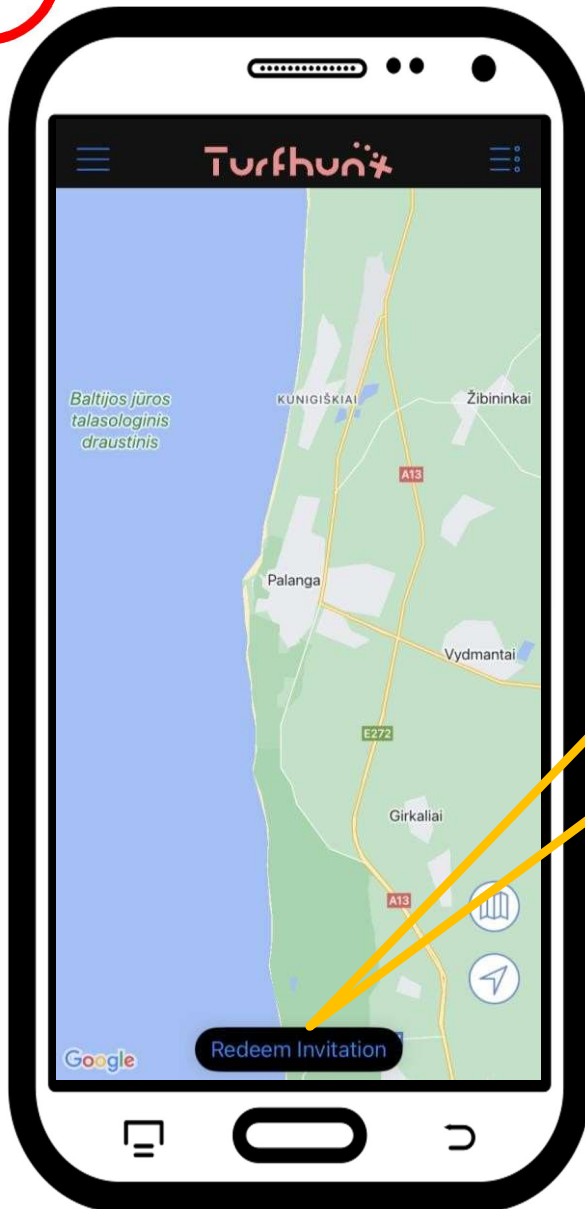 Turfhunt
Baltijos jūros
talasologinis
draustinis
KUNIGIŠKIAI
Žibininkai
A13
Palanga
Vydmantai
E272
Girkaliai
A13
Redeem Invitation
Google